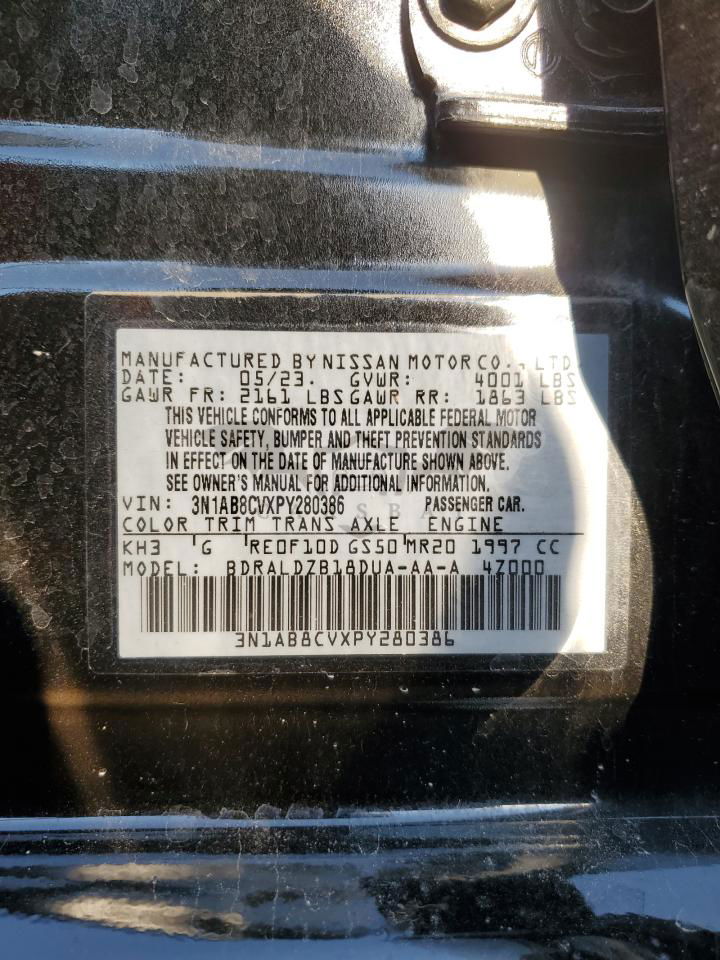 MANUFACTURED BY NISSAN MOTOR CO., LTD
DATE: 05/23. GVWR: 4001 LBS
GAWR FR: 2161 LBS GAWR RR: 1863 LBS
THIS VEHICLE CONFORMS TO ALL APPLICABLE FEDERAL MOTOR
VEHICLE SAFETY, BUMPER AND THEFT PREVENTION STANDARDS
IN EFFECT ON THE DATE OF MANUFACTURE SHOWN ABOVE.
SEE OWNER'S MANUAL FOR ADDITIONAL INFORMATION.
VIN: 3N1AB8CVXPY280386 PASSENGER CAR.
COLOR TRIM TRANS AXLE ENGINE
KH3 G RE0F10D GS50 MR20 1997 CC
MODEL: BDRALDZB18DUA-AA-A 4Z000
3N1AB8CVXPY280386